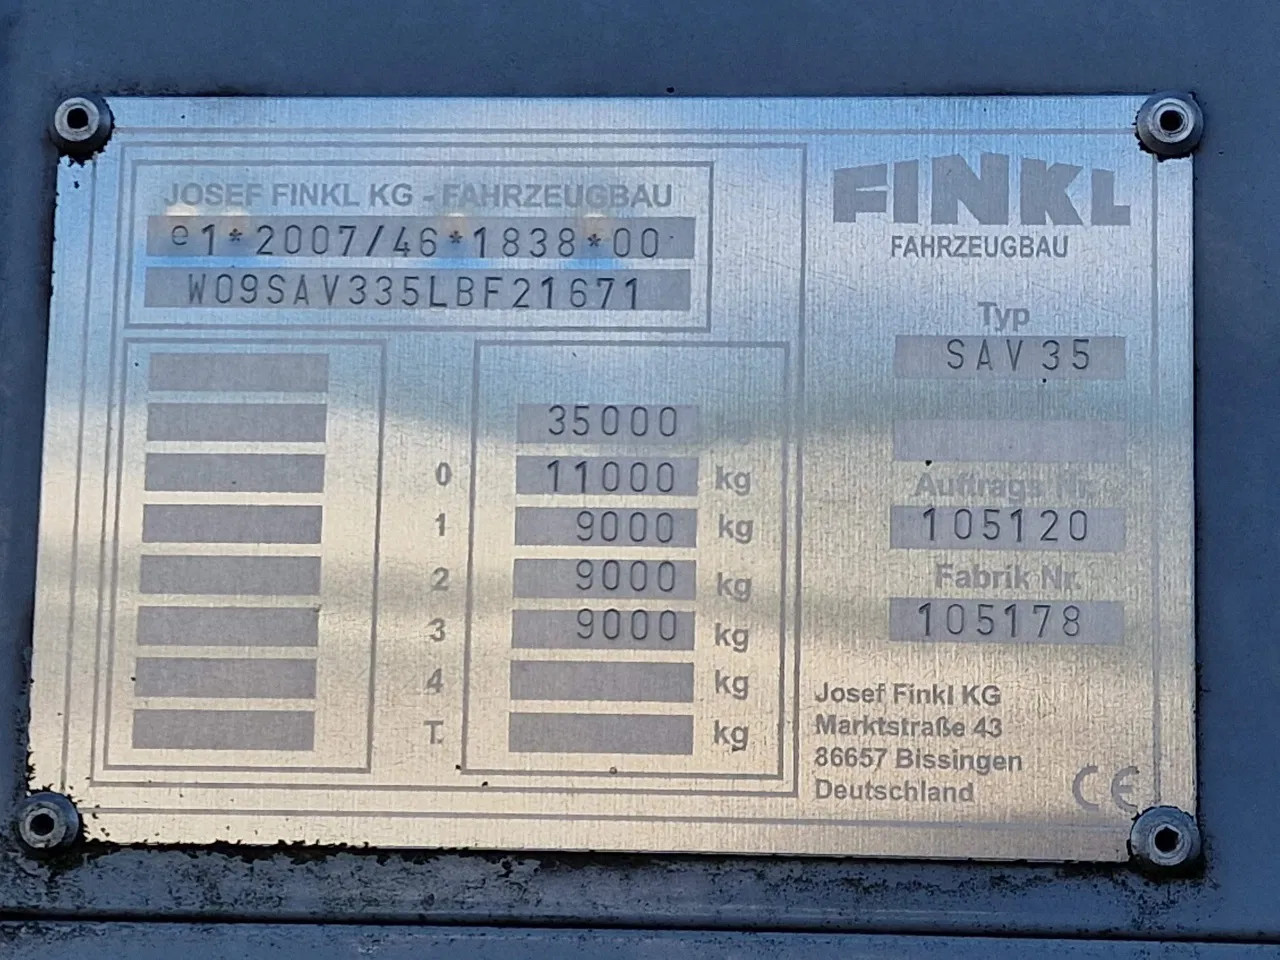 JOSEF FINKL KG - FAHRZEUGBAU
e1*2007/46*1838*00
W09SAV335LBF21671
35000
0 11000 kg
1 9000 kg
2 9000 kg
3 9000 kg
4 kg
T. kg
FINKL
FAHRZEUGBAU
Typ
SAV35
Auftrags Nr.
105120
Fabrik Nr.
105178
Josef Finkl KG
Marktstraße 43
86657 Bissingen
Deutschland
CE